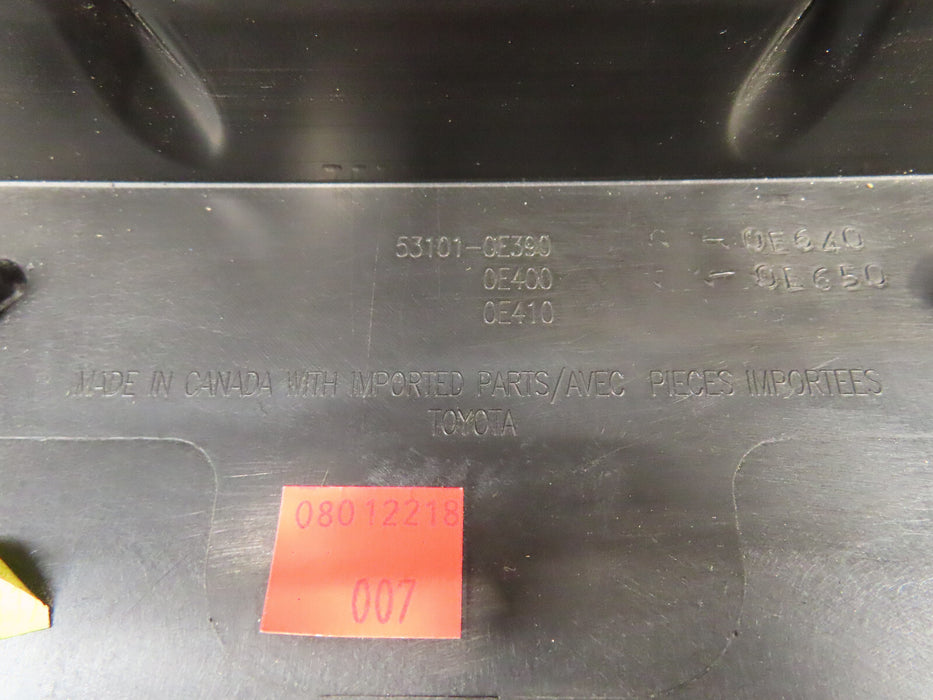 53101-0E390
0E400
0E410
0E640
0E650
MADE IN CANADA WITH IMPORTED PARTS/AVEC PIECES IMPORTEES
TOYOTA
08012218
007